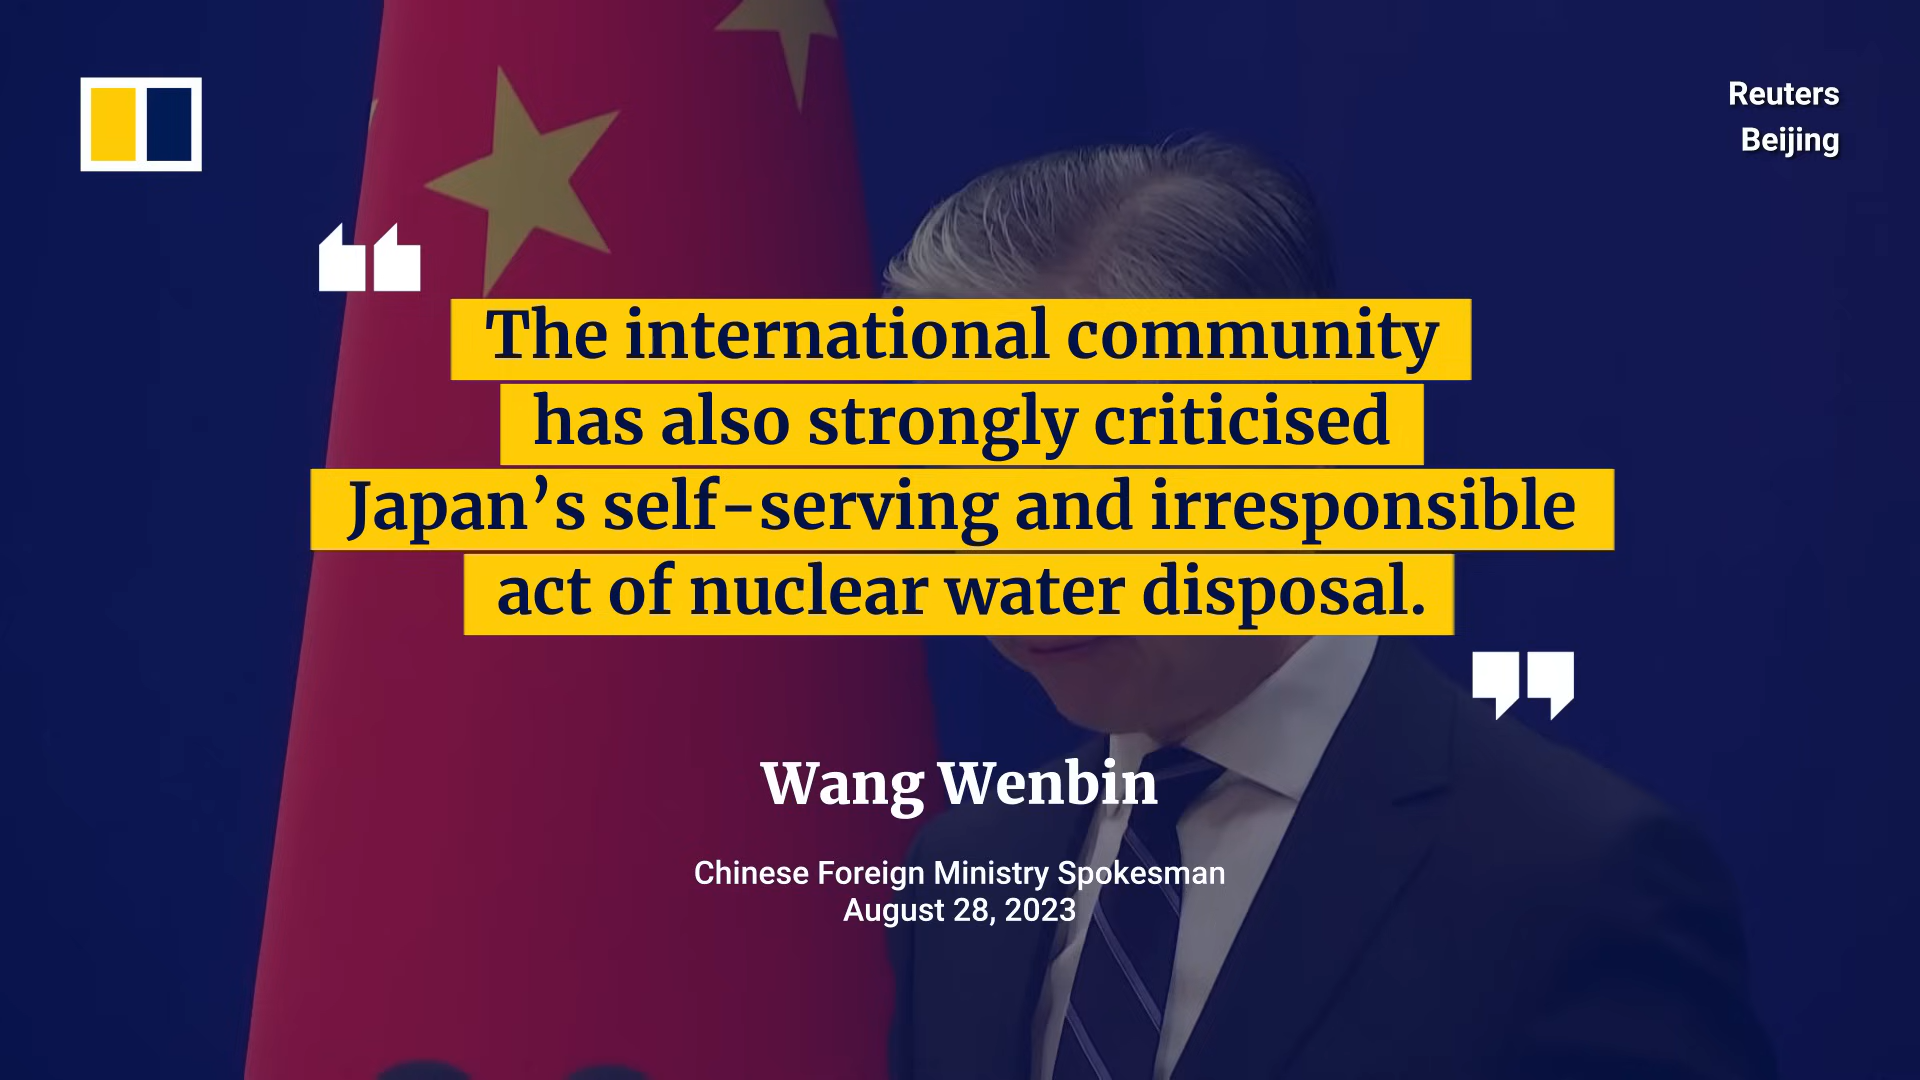 Reuters
Beijing
“
The international community
has also strongly criticised
Japan’s self-serving and irresponsible
act of nuclear water disposal.
”
Wang Wenbin
Chinese Foreign Ministry Spokesman
August 28, 2023